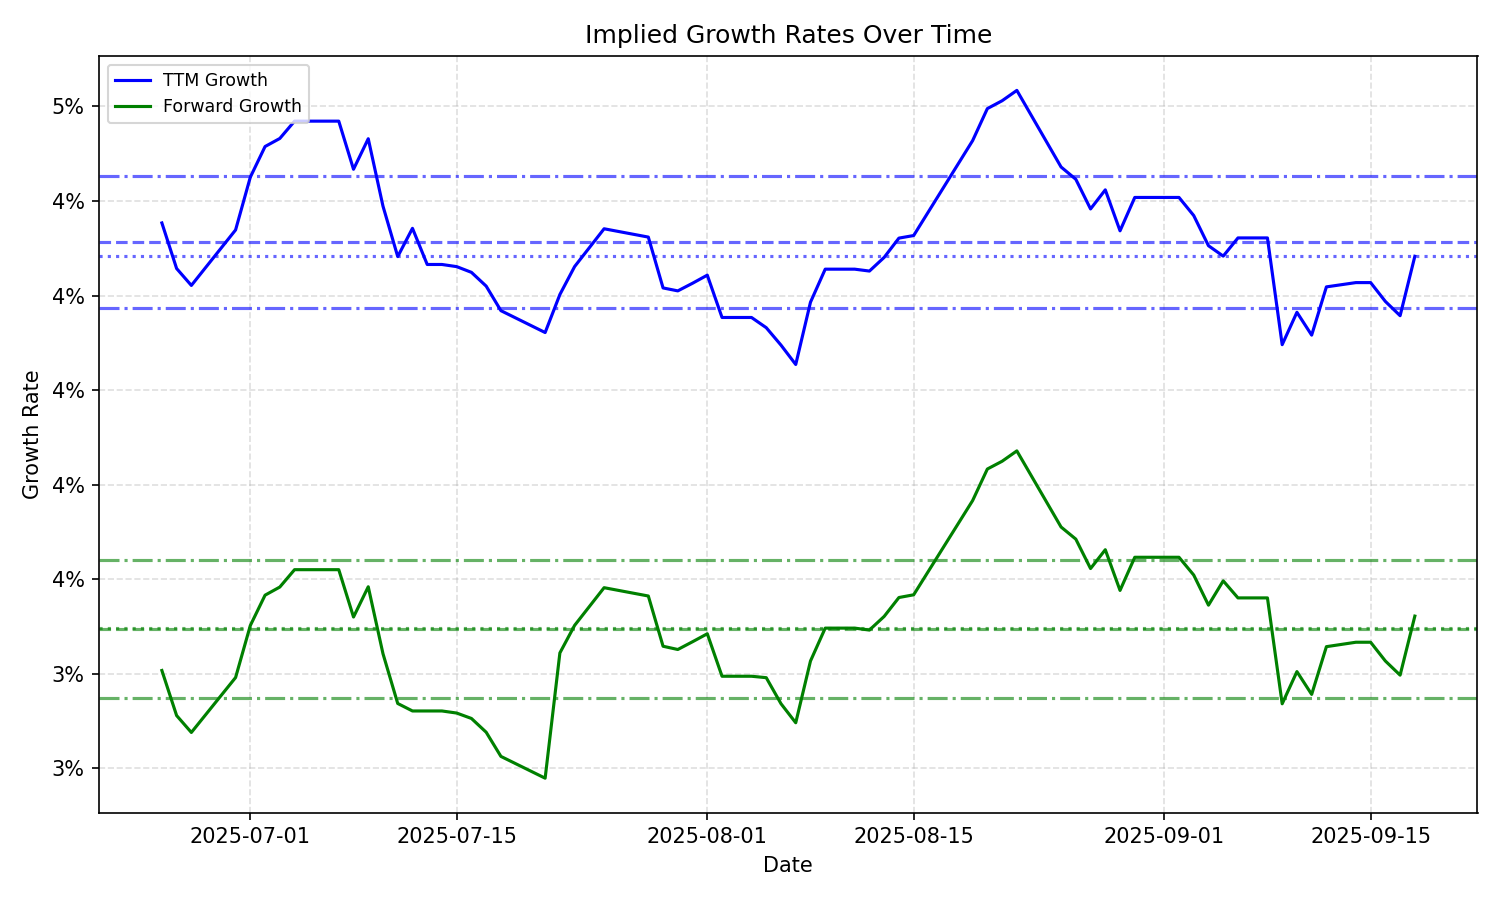 Implied Growth Rates Over Time
TTM Growth
Forward Growth
5%
4%
4%
4%
4%
4%
3%
3%
Growth Rate
2025-07-01
2025-07-15
2025-08-01
2025-08-15
2025-09-01
2025-09-15
Date